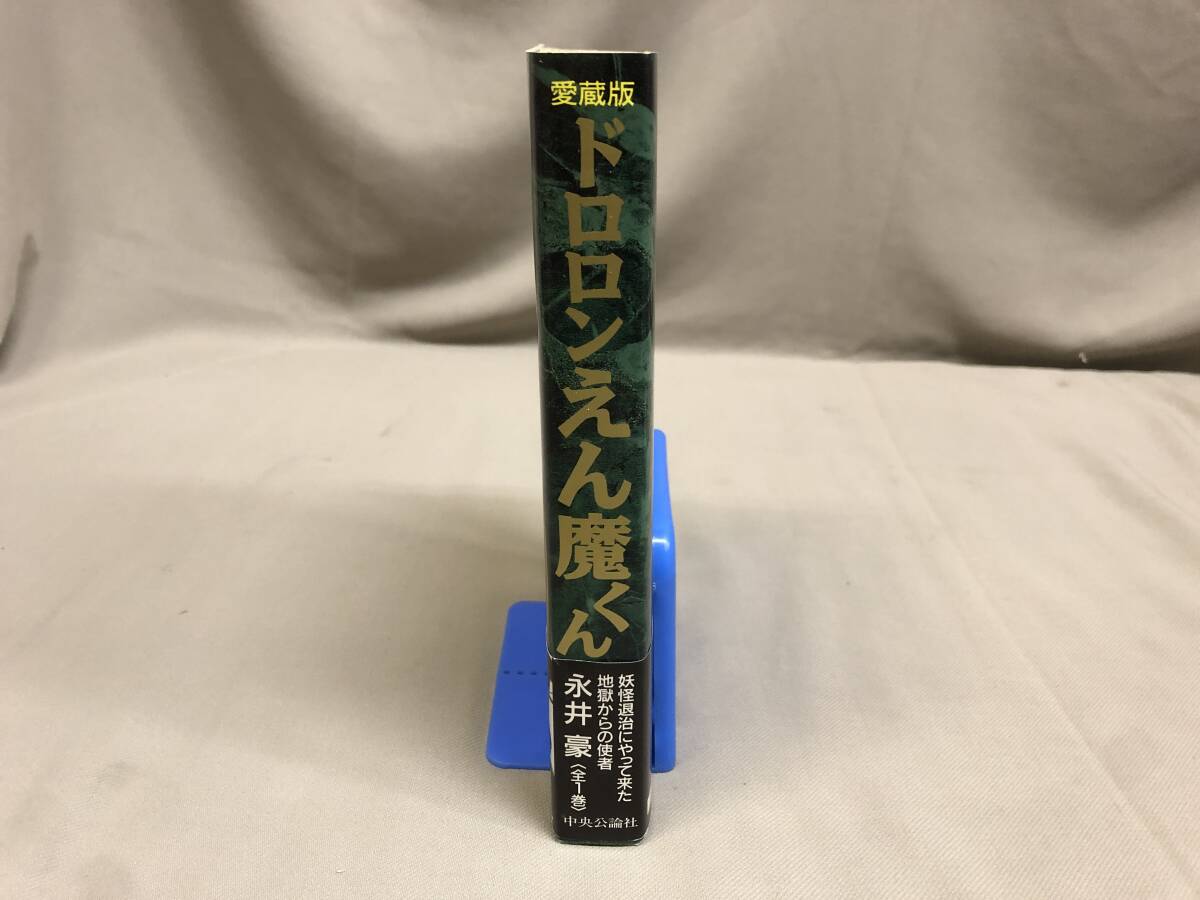 愛蔵版
ドロロンえん魔くん
妖怪退治にやって来た
地獄からの使者
永井豪〈全1巻〉
中央公論社